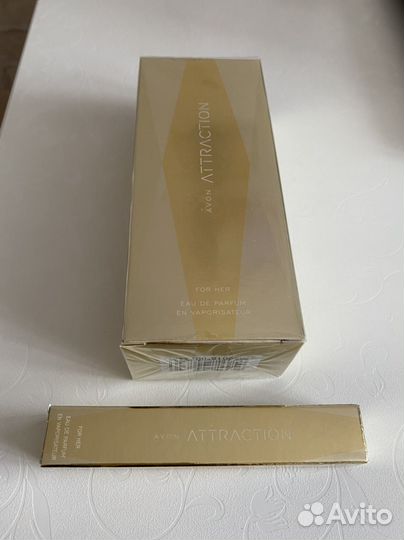 AVON ATTRACTION
FOR HER
EAU DE PARFUM
EN VAPORISATEUR
AVON ATTRACTION
FOR HER
EAU DE PARFUM
EN VAPORISATEUR
Avito